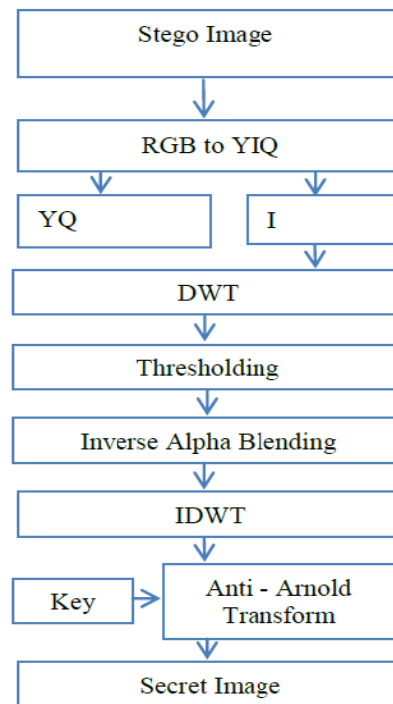 Stego Image
RGB to YIQ
YQ
I
DWT
Thresholding
Inverse Alpha Blending
IDWT
Key
Anti - Arnold
Transform
Secret Image